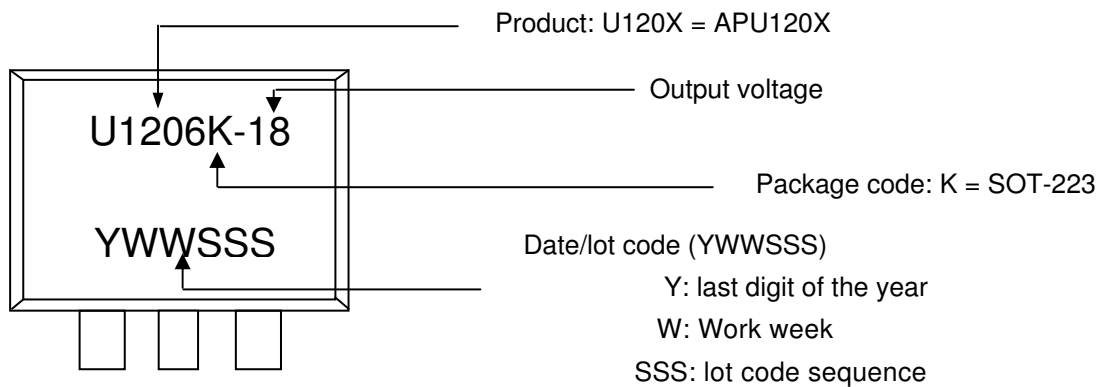 Product: U120X = APU120X
Output voltage
U1206K-18
Package code: K = SOT-223
YWWSSS
Date/lot code (YWWSSS)
Y: last digit of the year
W: Work week
SSS: lot code sequence